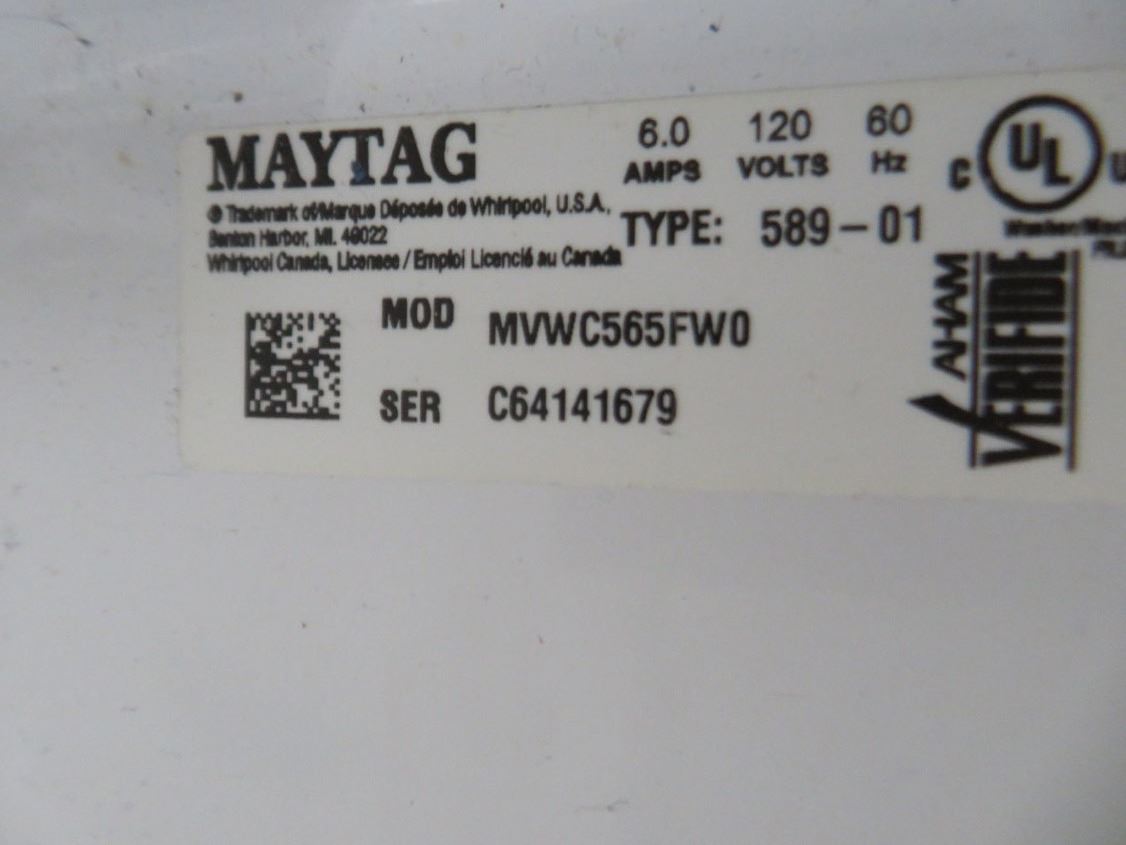 MAYTAG
® Trademark of/Marque Déposée de Whirlpool, U.S.A.,
Benton Harbor, MI. 49022
Whirlpool Canada, Licensee / Emploi Licencié au Canada
6.0 120 60
AMPS VOLTS Hz
TYPE: 589-01
C UL
MOD MVWC565FW0
SER C64141679
AHAM
VERIFIDE